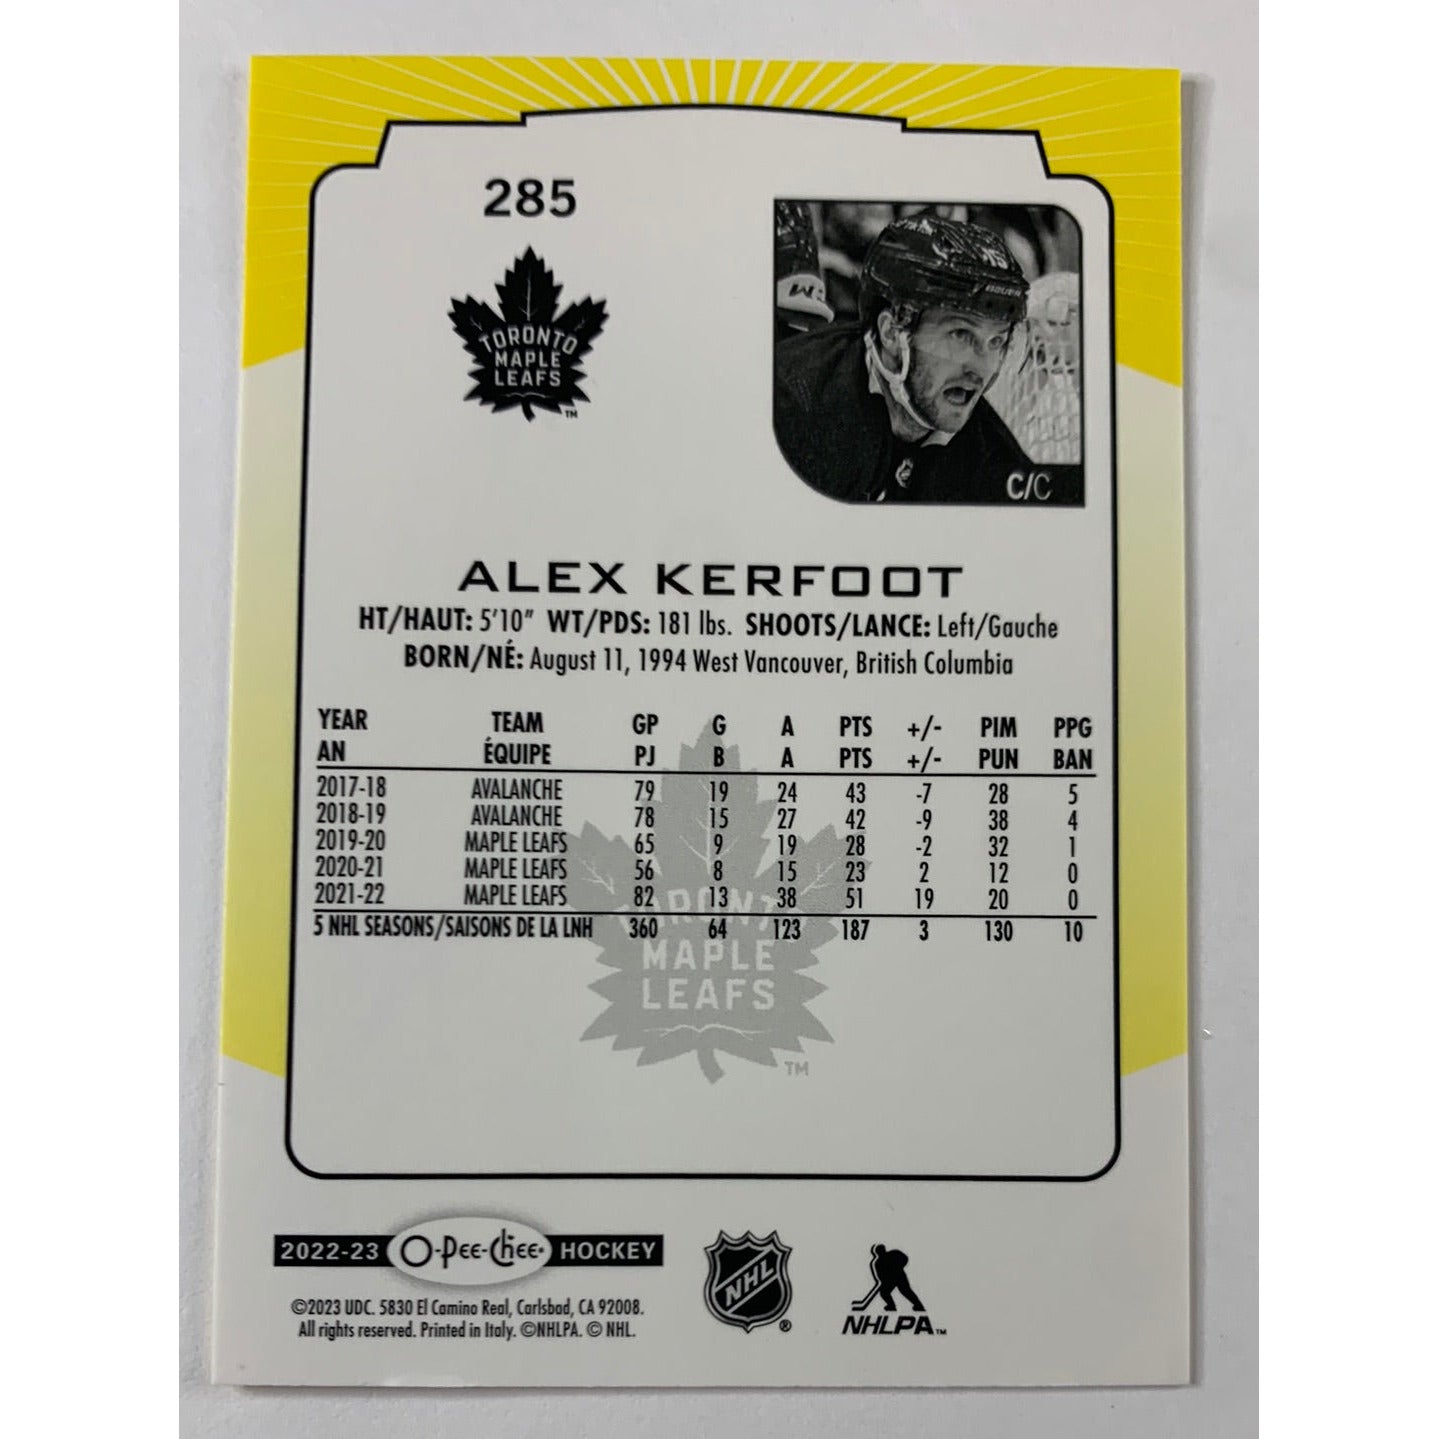 285
TORONTO
MAPLE
LEAFS
TM
BAUER
C/C
ALEX KERFOOT
HT/HAUT: 5'10" WT/PDS: 181 lbs. SHOOTS/LANCE: Left/Gauche
BORN/NÉ: August 11, 1994 West Vancouver, British Columbia
YEAR TEAM GP G A PTS +/- PIM PPG
AN ÉQUIPE PJ B A PTS +/- PUN BAN
2017-18 AVALANCHE 79 19 24 43 -7 28 5
2018-19 AVALANCHE 78 15 27 42 -9 38 4
2019-20 MAPLE LEAFS 65 9 19 28 -2 32 1
2020-21 MAPLE LEAFS 56 8 15 23 2 12 0
2021-22 MAPLE LEAFS 82 13 38 51 19 20 0
5 NHL SEASONS/SAISONS DE LA LNH 360 64 123 187 3 130 10
TORONTO
MAPLE
LEAFS
TM
2022-23 O-Pee-Chee HOCKEY
NHL
®
NHLPA™
©2023 UDC. 5830 El Camino Real, Carlsbad, CA 92008.
All rights reserved. Printed in Italy. ©NHLPA. © NHL.